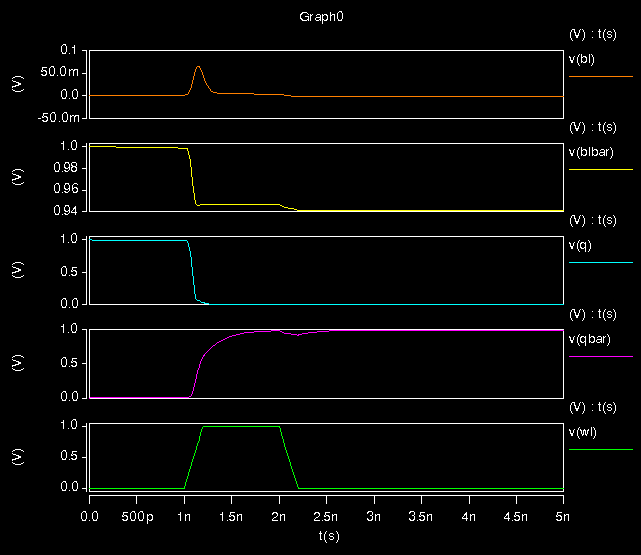 Graph0
(V) : t(s)
0.1
v(bl)
50.0m
(V)
0.0
-50.0m
(V) : t(s)
1.0
v(blbar)
0.98
(V)
0.96
0.94
(V) : t(s)
1.0
v(q)
(V)
0.5
0.0
(V) : t(s)
1.0
v(qbar)
(V)
0.5
0.0
(V) : t(s)
1.0
v(wl)
(V)
0.5
0.0
0.0 500p 1n 1.5n 2n 2.5n 3n 3.5n 4n 4.5n 5n
t(s)